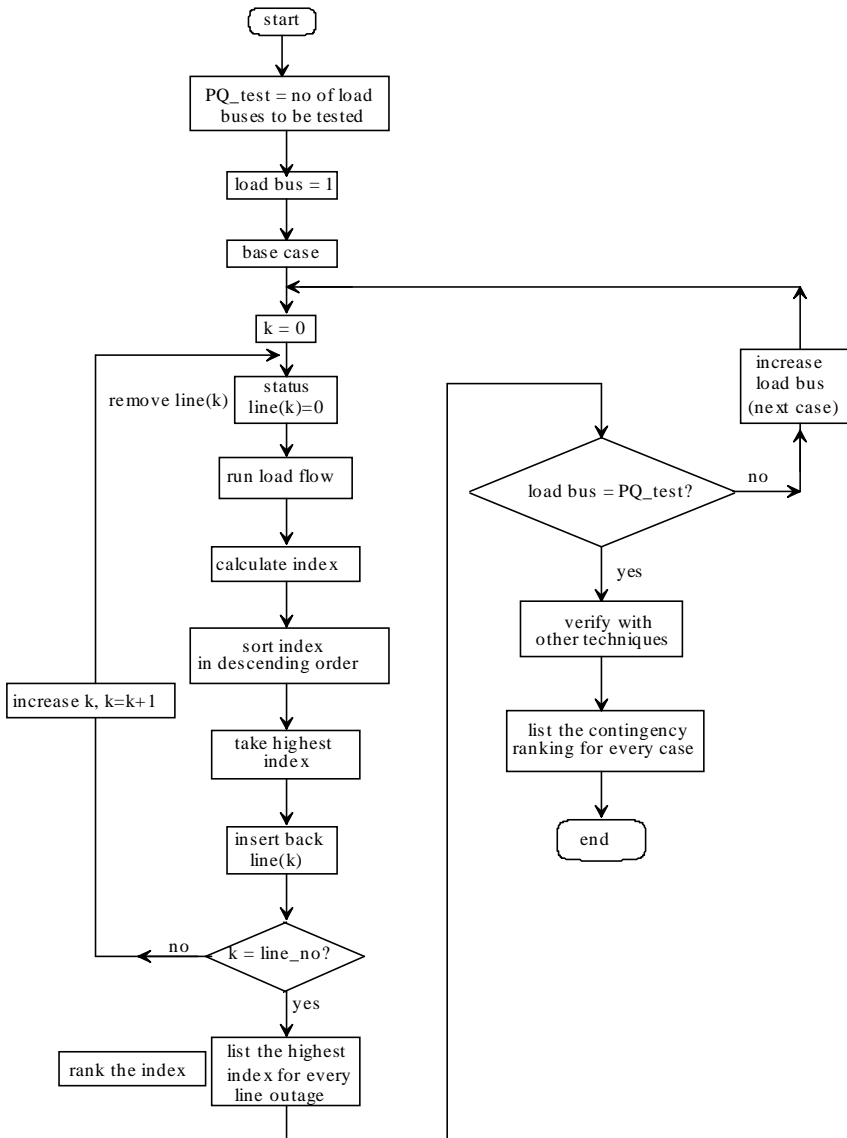 start
PQ_test = no of load
buses to be tested
load bus = 1
base case
k = 0
remove line(k)
status
line(k)=0
run load flow
calculate index
sort index
in descending order
increase k, k=k+1
take highest
index
insert back
line(k)
k = line_no?
no
yes
rank the index
list the highest
index for every
line outage
load bus = PQ_test?
no
increase
load bus
(next case)
yes
verify with
other techniques
list the contingency
ranking for every case
end